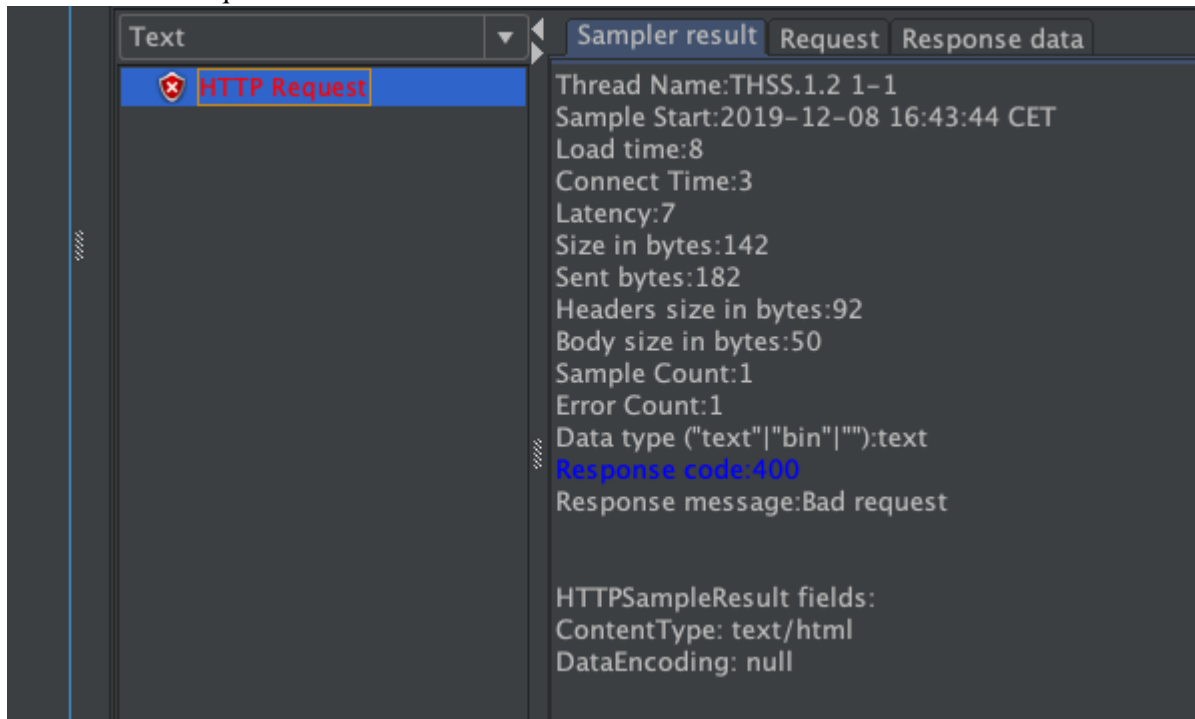 Text
Sampler result Request Response data
HTTP Request
Thread Name:THSS.1.2 1-1
Sample Start:2019-12-08 16:43:44 CET
Load time:8
Connect Time:3
Latency:7
Size in bytes:142
Sent bytes:182
Headers size in bytes:92
Body size in bytes:50
Sample Count:1
Error Count:1
Data type ("text"|"bin"|""):text
Response code:400
Response message:Bad request
HTTPSampleResult fields:
ContentType: text/html
DataEncoding: null